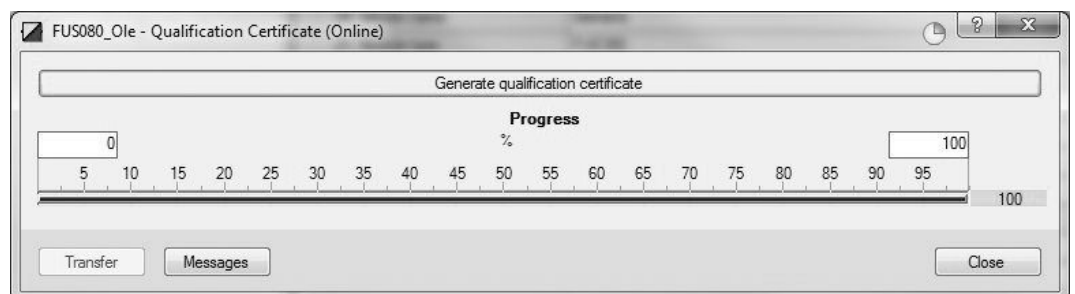 FUS080_Ole - Qualification Certificate (Online)
?
Generate qualification certificate
Progress
%
0 100
5 10 15 20 25 30 35 40 45 50 55 60 65 70 75 80 85 90 95
100
Transfer Messages Close